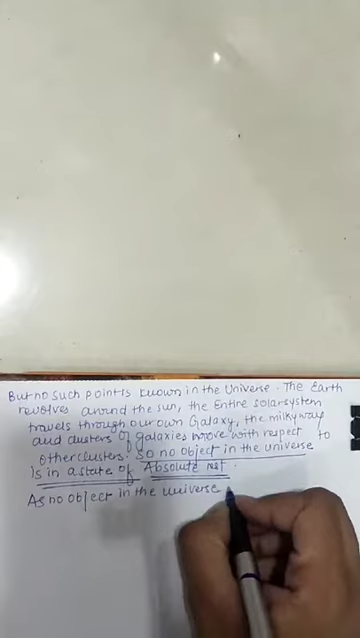 But no such point is known in the Universe. The Earth
revolves around the sun, the Entire solarsystem
travels through our own Galaxy, the milky way
and clusters of galaxies move with respect to
other clusters. So no object in the universe
Is in a state of Absolute rest.
As no object in the universe